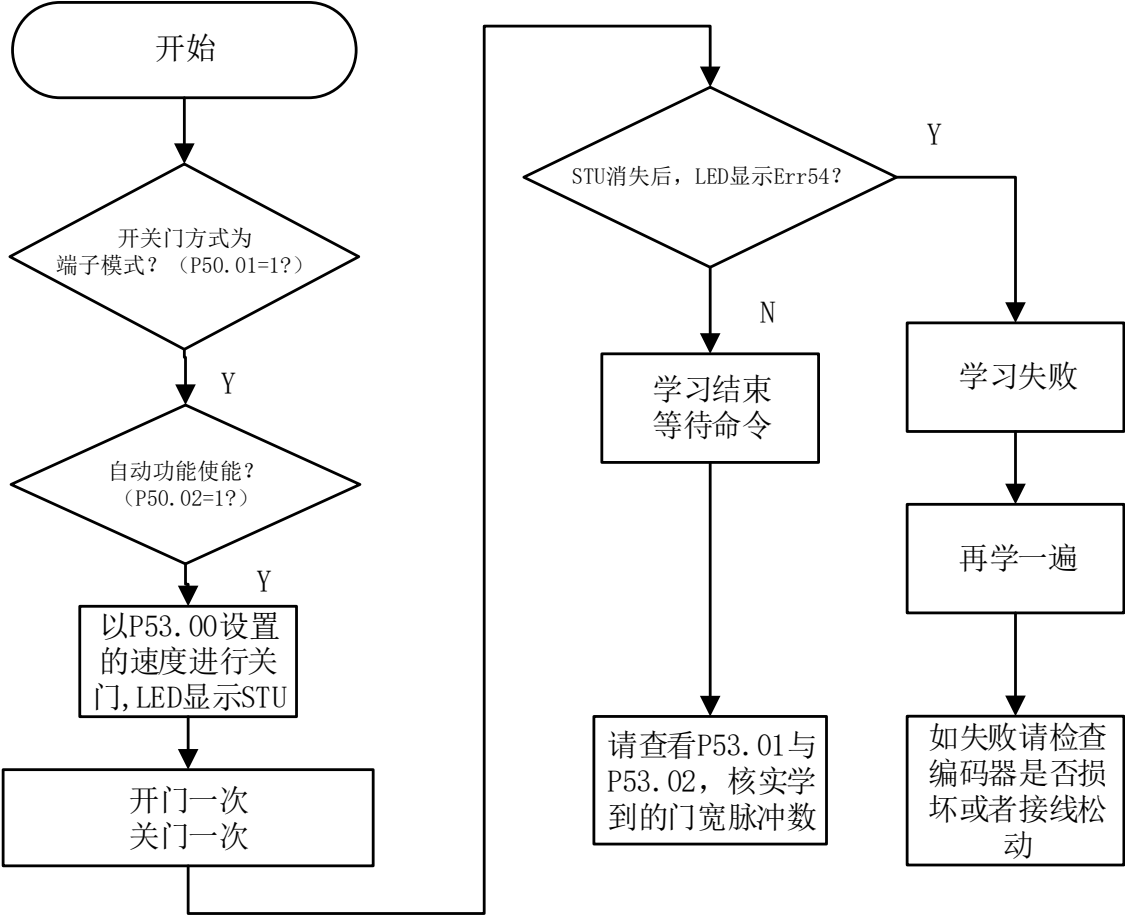 开始
开关门方式为
端子模式？（P50.01=1?）
Y
自动功能使能？
（P50.02=1?）
Y
以P53.00设置
的速度进行关
门,LED显示STU
开门一次
关门一次
STU消失后，LED显示Err54？
Y
N
学习结束
等待命令
请查看P53.01与
P53.02，核实学
到的门宽脉冲数
学习失败
再学一遍
如失败请检查
编码器是否损
坏或者接线松
动